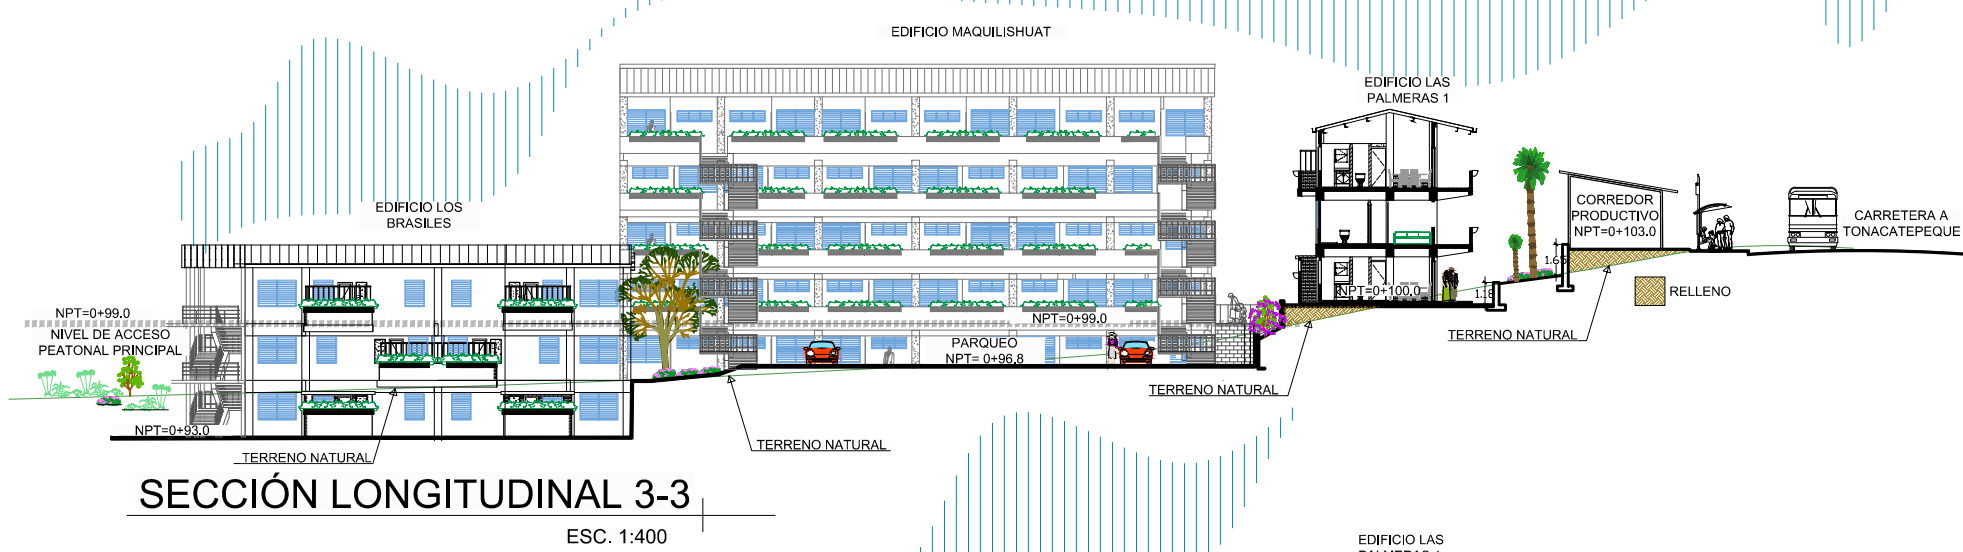 EDIFICIO MAQUILISHUAT
EDIFICIO LAS
PALMERAS 1
EDIFICIO LOS
BRASILES
CORREDOR
PRODUCTIVO
NPT=0+103.0
CARRETERA A
TONACATEPEQUE
1.65
NPT=0+100.0
1.18
RELLENO
NPT=0+99.0
NIVEL DE ACCESO
PEATONAL PRINCIPAL
NPT=0+99.0
PARQUEO
NPT= 0+96.8
TERRENO NATURAL
TERRENO NATURAL
NPT=0+93.0
TERRENO NATURAL
TERRENO NATURAL
SECCIÓN LONGITUDINAL 3-3
ESC. 1:400
EDIFICIO LAS
PALMERAS 1